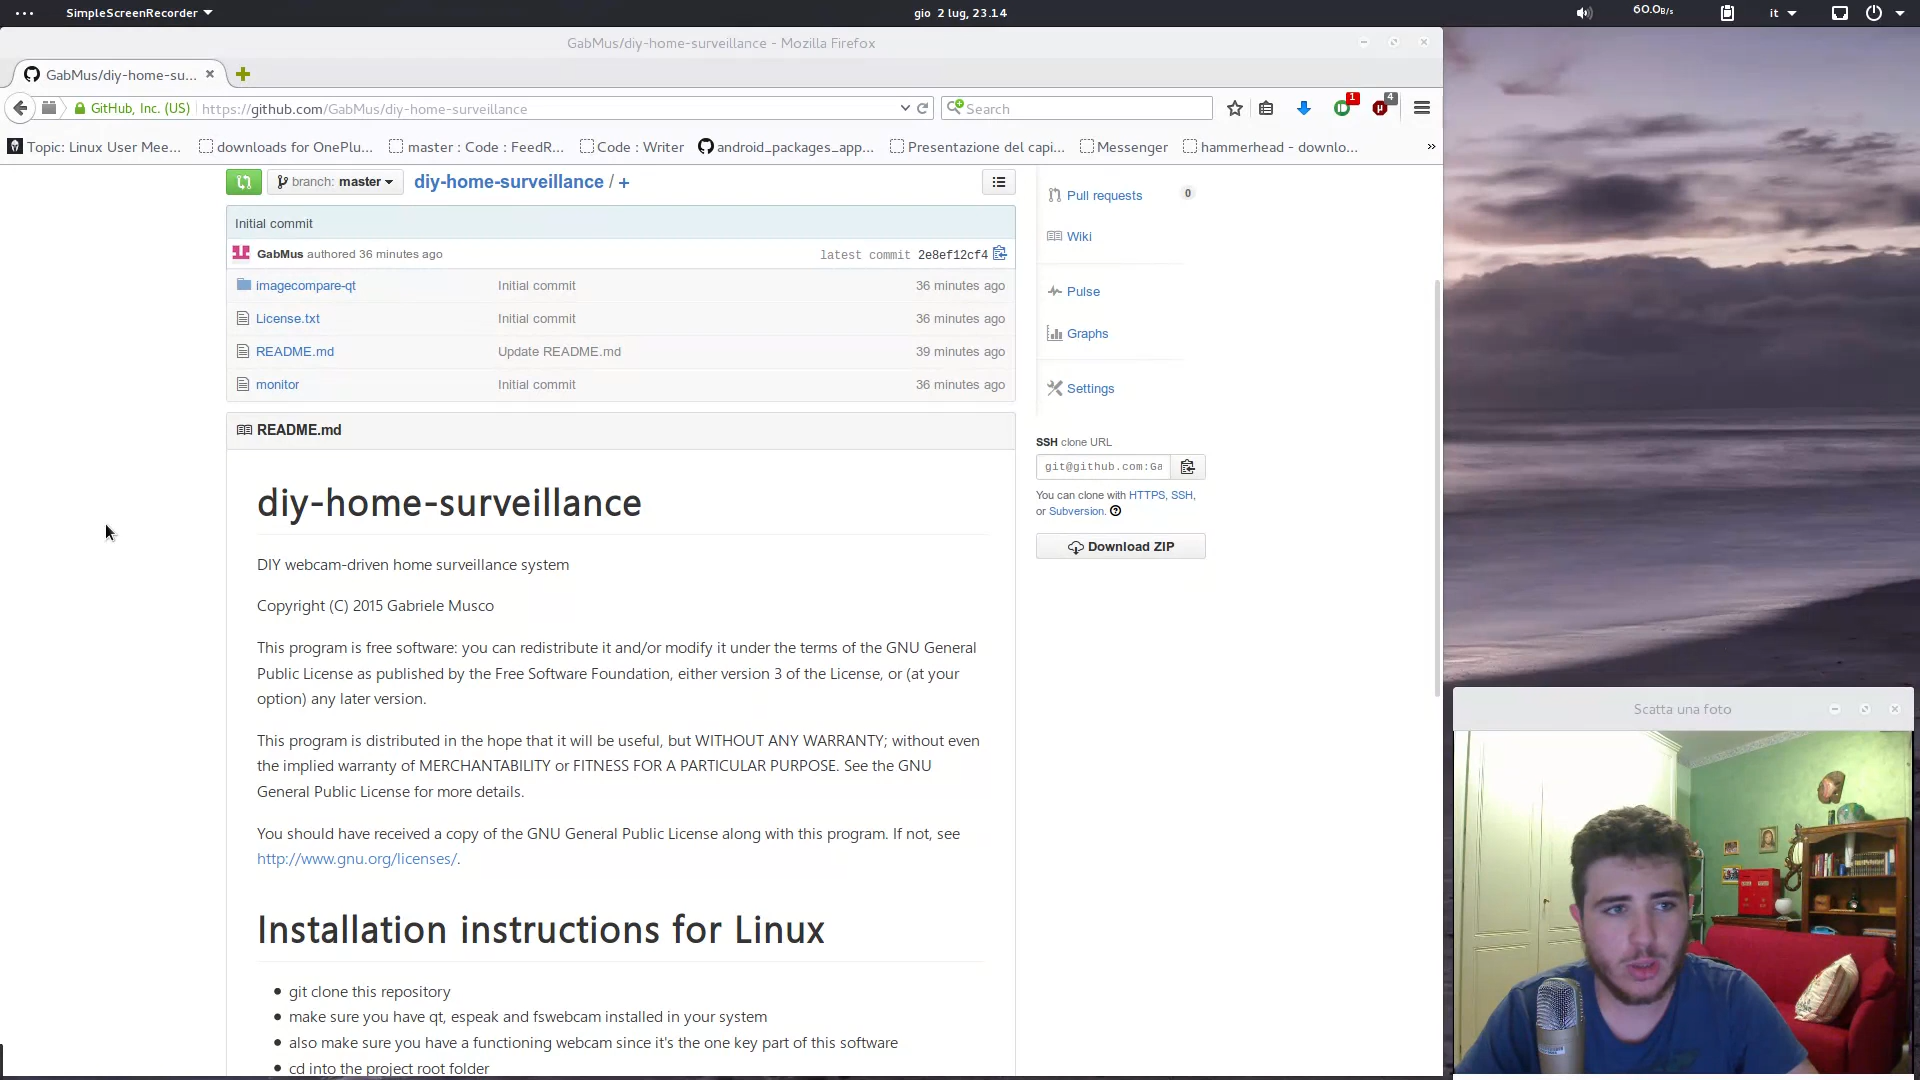 SimpleScreenRecorder
gio 2 lug, 23.14
60.0B/s
it
GabMus/diy-home-surveillance - Mozilla Firefox
GabMus/diy-home-su...
GitHub, Inc. (US)
https://github.com/GabMus/diy-home-surveillance
Search
1
4
Topic: Linux User Mee...
downloads for OnePlu...
master : Code : FeedR...
Code : Writer
android_packages_app...
Presentazione del capi...
Messenger
hammerhead - downlo...
»
branch: master
diy-home-surveillance / +
Initial commit
GabMus authored 36 minutes ago
latest commit 2e8ef12cf4
imagecompare-qt Initial commit 36 minutes ago
License.txt Initial commit 36 minutes ago
README.md Update README.md 39 minutes ago
monitor Initial commit 36 minutes ago
README.md
diy-home-surveillance
DIY webcam-driven home surveillance system
Copyright (C) 2015 Gabriele Musco
This program is free software: you can redistribute it and/or modify it under the terms of the GNU General
Public License as published by the Free Software Foundation, either version 3 of the License, or (at your
option) any later version.
This program is distributed in the hope that it will be useful, but WITHOUT ANY WARRANTY; without even
the implied warranty of MERCHANTABILITY or FITNESS FOR A PARTICULAR PURPOSE. See the GNU
General Public License for more details.
You should have received a copy of the GNU General Public License along with this program. If not, see
http://www.gnu.org/licenses/.
Installation instructions for Linux
git clone this repository
make sure you have qt, espeak and fswebcam installed in your system
also make sure you have a functioning webcam since it's the one key part of this software
cd into the project root folder
Pull requests 0
Wiki
Pulse
Graphs
Settings
SSH clone URL
git@github.com:Ga
You can clone with HTTPS, SSH,
or Subversion.
Download ZIP
Scatta una foto